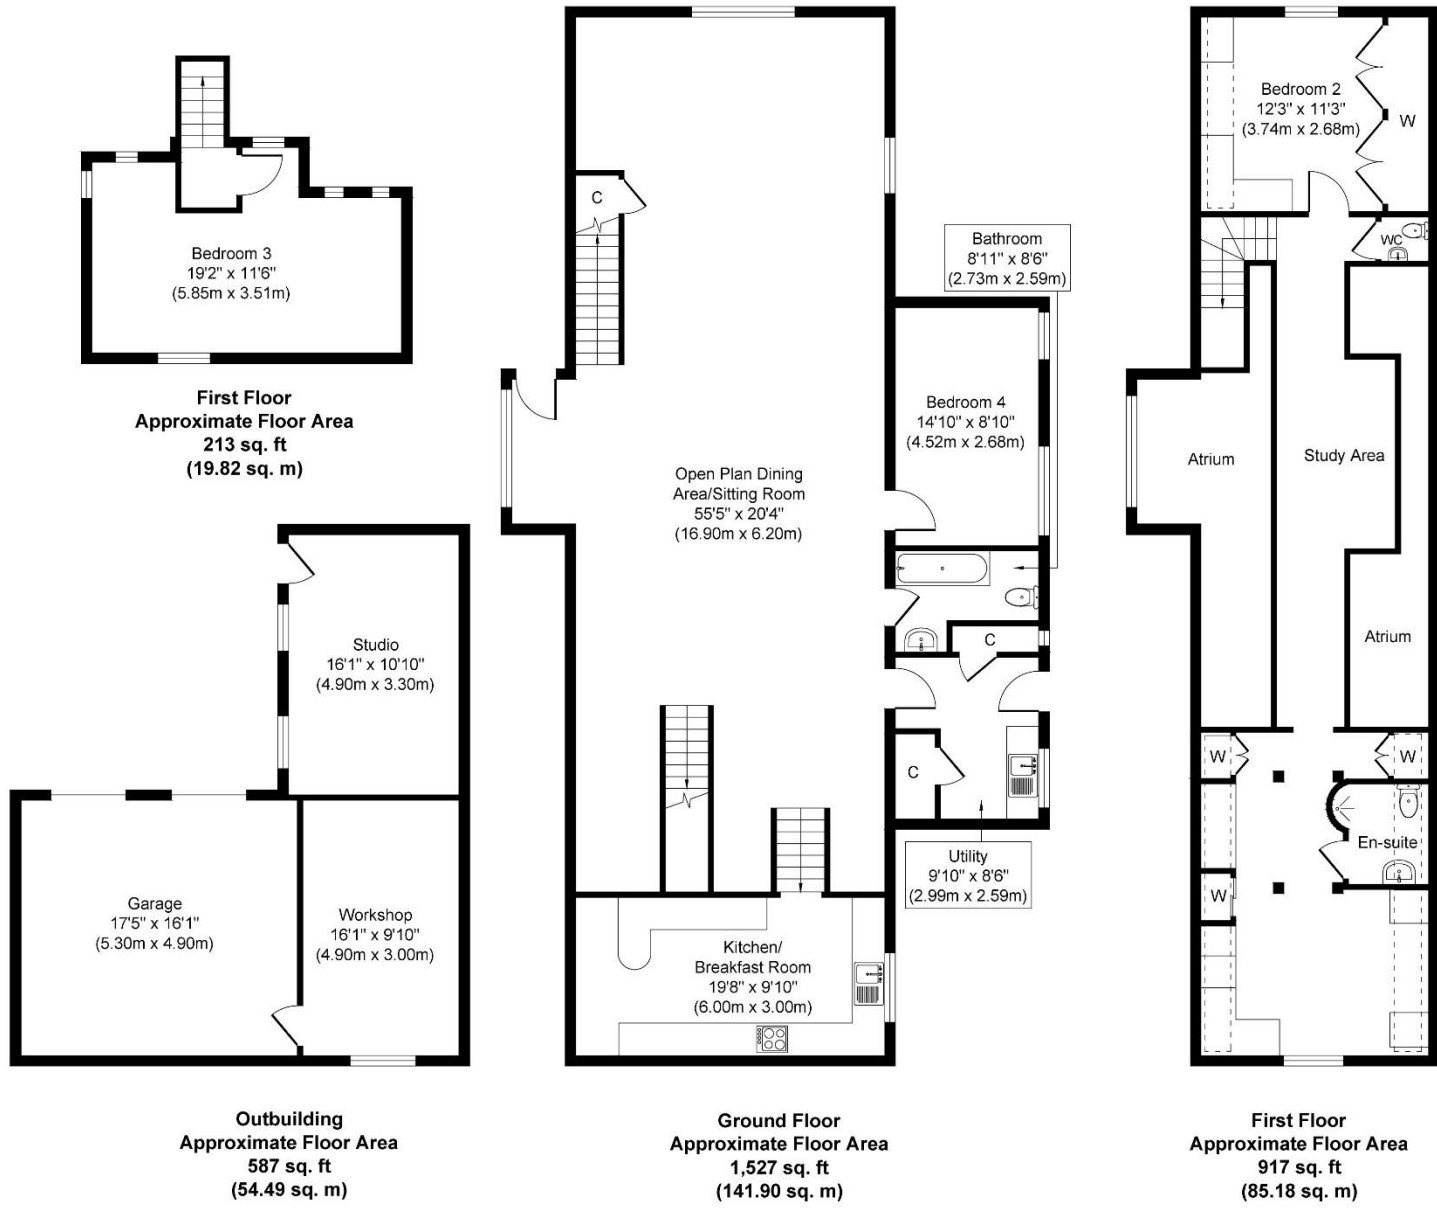 Bedroom 3
19'2" x 11'6"
(5.85m x 3.51m)
First Floor
Approximate Floor Area
213 sq. ft
(19.82 sq. m)
Studio
16'1" x 10'10"
(4.90m x 3.30m)
Garage
17'5" x 16'1"
(5.30m x 4.90m)
Workshop
16'1" x 9'10"
(4.90m x 3.00m)
Outbuilding
Approximate Floor Area
587 sq. ft
(54.49 sq. m)
C
Bathroom
8'11" x 8'6"
(2.73m x 2.59m)
Bedroom 4
14'10" x 8'10"
(4.52m x 2.68m)
Open Plan Dining
Area/Sitting Room
55'5" x 20'4"
(16.90m x 6.20m)
C
C
Utility
9'10" x 8'6"
(2.99m x 2.59m)
Kitchen/
Breakfast Room
19'8" x 9'10"
(6.00m x 3.00m)
Ground Floor
Approximate Floor Area
1,527 sq. ft
(141.90 sq. m)
Bedroom 2
12'3" x 11'3"
(3.74m x 2.68m)
W
WC
Atrium
Study Area
Atrium
W
W
En-suite
W
First Floor
Approximate Floor Area
917 sq. ft
(85.18 sq. m)